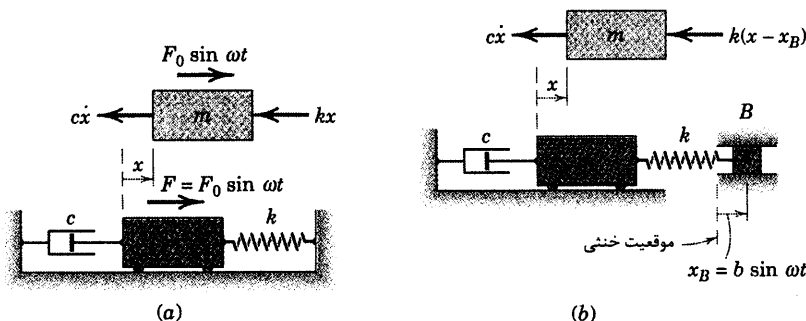 F₀ sin ωt
cẋ
m
kx
x
F = F₀ sin ωt
c
k
(a)
cẋ
m
k(x − x_B)
x
B
c
k
موقعیت خنثی
x_B = b sin ωt
(b)